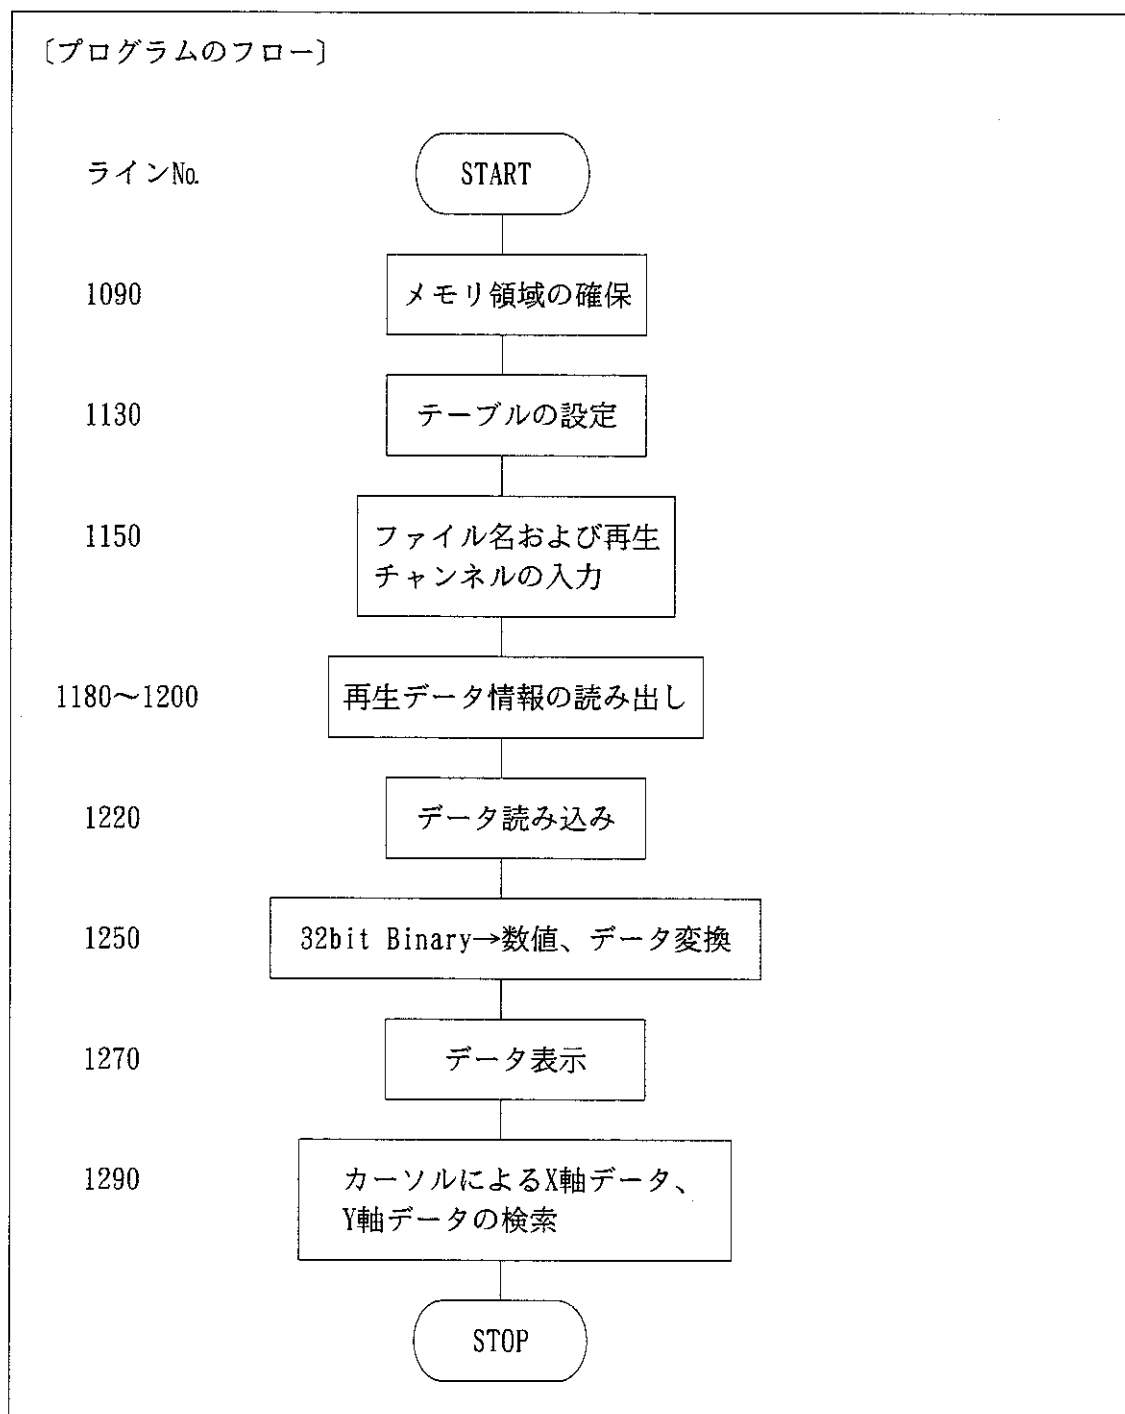 〔プログラムのフロー〕
ラインNo.
START
1090
メモリ領域の確保
1130
テーブルの設定
1150
ファイル名および再生
チャンネルの入力
1180～1200
再生データ情報の読み出し
1220
データ読み込み
1250
32bit Binary→数値、データ変換
1270
データ表示
1290
カーソルによるX軸データ、
Y軸データの検索
STOP